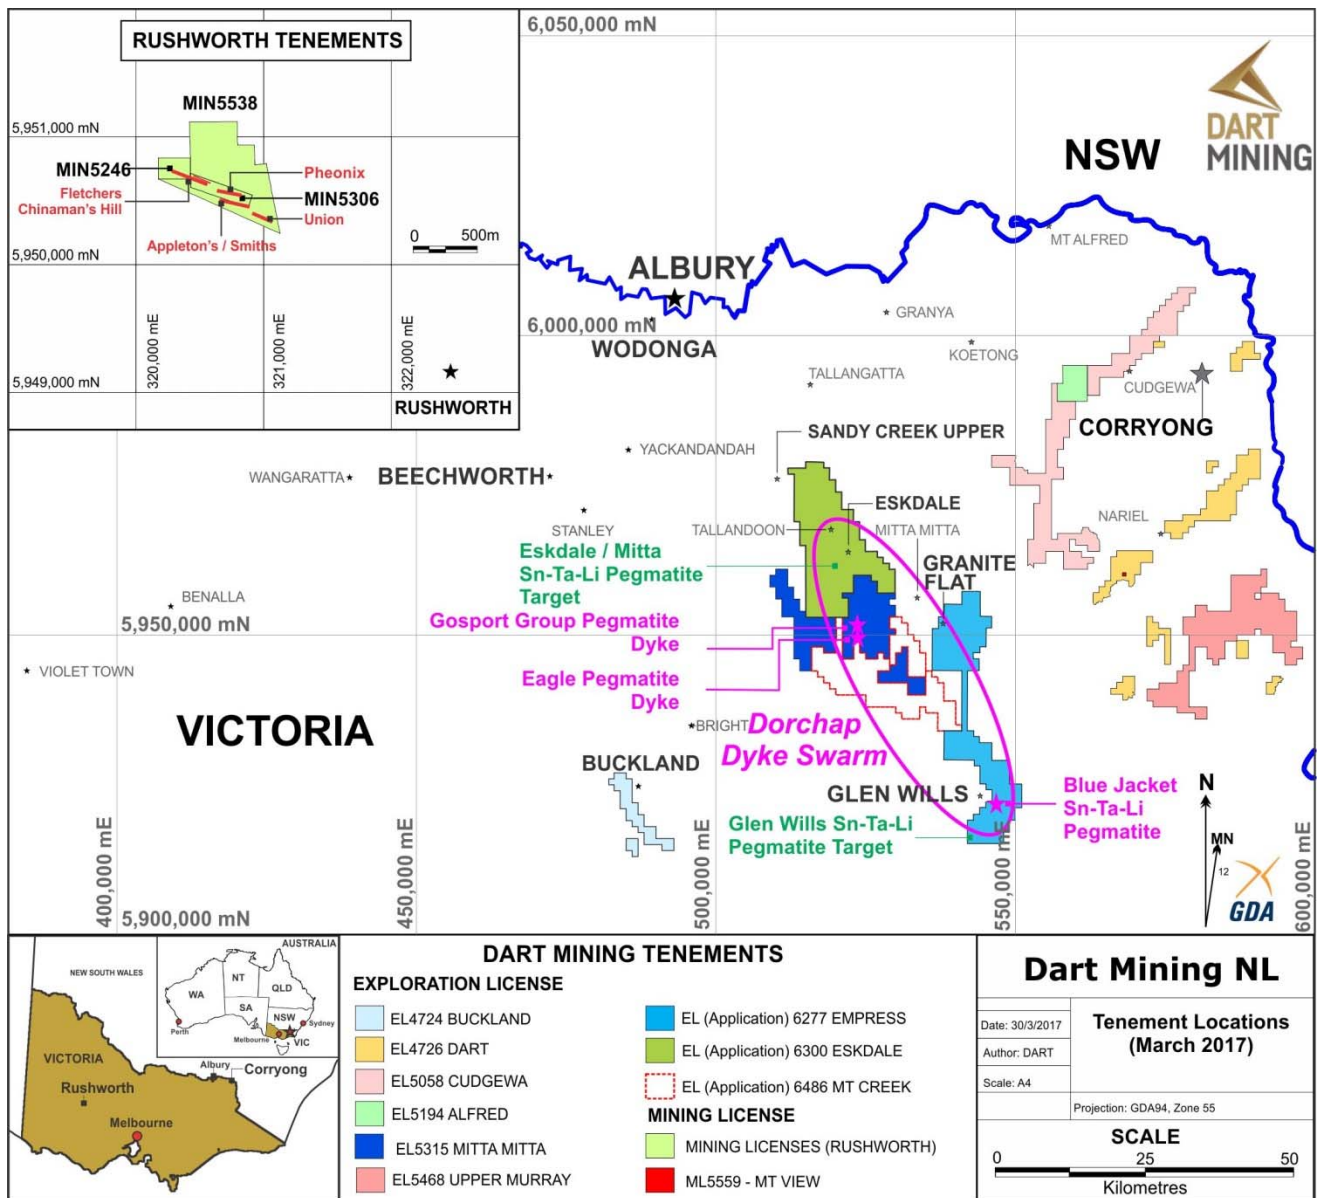 RUSHWORTH TENEMENTS
MIN5538
5,951,000 mN
MIN5246
Pheonix
Fletchers
Chinaman's Hill
MIN5306
Union
Appleton's / Smiths
0 500m
5,950,000 mN
320,000 mE
321,000 mE
322,000 mE
5,949,000 mN
RUSHWORTH
6,050,000 mN
DART
MINING
NSW
MT ALFRED
ALBURY
GRANYA
6,000,000 mN
WODONGA
KOETONG
TALLANGATTA
CUDGEWA
CORRYONG
SANDY CREEK UPPER
YACKANDANDAH
WANGARATTA
BEECHWORTH
ESKDALE
STANLEY
TALLANDOON
MITTA MITTA
NARIEL
Eskdale / Mitta
Sn-Ta-Li Pegmatite
Target
GRANITE
FLAT
BENALLA
Gosport Group Pegmatite
Dyke
5,950,000 mN
VIOLET TOWN
Eagle Pegmatite
Dyke
VICTORIA
BRIGHT
Dorchap
Dyke Swarm
BUCKLAND
GLEN WILLS
Blue Jacket
Sn-Ta-Li
Pegmatite
Glen Wills Sn-Ta-Li
Pegmatite Target
N
MN
12
GDA
400,000 mE
450,000 mE
500,000 mE
550,000 mE
600,000 mE
5,900,000 mN
NEW SOUTH WALES
AUSTRALIA
NT
WA
QLD
SA
NSW
Perth
Sydney
Melbourne
VIC
VICTORIA
Albury
Corryong
Rushworth
Melbourne
DART MINING TENEMENTS
EXPLORATION LICENSE
EL4724 BUCKLAND
EL4726 DART
EL5058 CUDGEWA
EL5194 ALFRED
EL5315 MITTA MITTA
EL5468 UPPER MURRAY
EL (Application) 6277 EMPRESS
EL (Application) 6300 ESKDALE
EL (Application) 6486 MT CREEK
MINING LICENSE
MINING LICENSES (RUSHWORTH)
ML5559 - MT VIEW
Dart Mining NL
Date: 30/3/2017
Author: DART
Scale: A4
Tenement Locations
(March 2017)
Projection: GDA94, Zone 55
SCALE
0 25 50
Kilometres